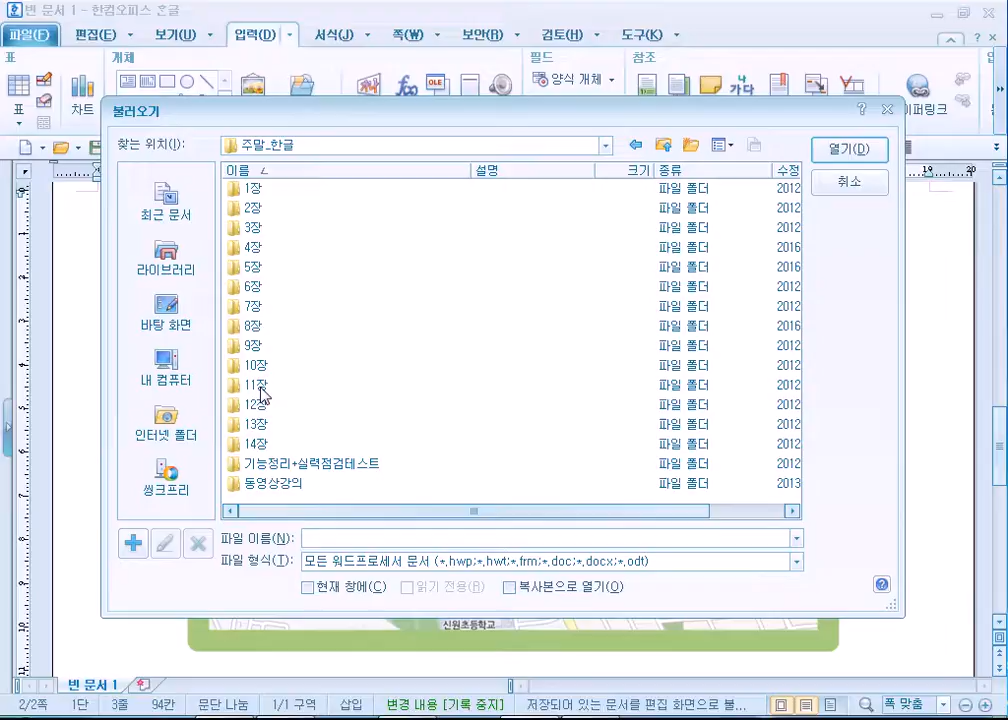 빈 문서 1 - 한컴오피스 한글
파일(F) 편집(E) 보기(U) 입력(D) 서식(J) 쪽(W) 보안(R) 검토(H) 도구(K)
표 개체 필드 참조
양식 개체
표 차트 OLE 가나 이퍼링크
불러오기
찾는 위치(I): 주말_한글 열기(D)
취소
이름 설명 크기 종류 수정
1장 파일 폴더 2012
2장 파일 폴더 2012
3장 파일 폴더 2012
4장 파일 폴더 2016
5장 파일 폴더 2016
6장 파일 폴더 2012
7장 파일 폴더 2012
8장 파일 폴더 2016
9장 파일 폴더 2012
10장 파일 폴더 2012
11장 파일 폴더 2012
12장 파일 폴더 2012
13장 파일 폴더 2012
14장 파일 폴더 2012
기능정리+실력점검테스트 파일 폴더 2012
동영상강의 파일 폴더 2013
최근 문서
라이브러리
바탕 화면
내 컴퓨터
인터넷 폴더
씽크프리
파일 이름(N):
파일 형식(T): 모든 워드프로세서 문서 (*.hwp;*.hwt;*.frm;*.doc;*.docx;*.odt)
현재 창에(C) 읽기 전용(R) 복사본으로 열기(O)
신원초등학교
빈 문서 1
2/2쪽 1단 3줄 94칸 문단 나눔 1/1 구역 삽입 변경 내용 [기록 중지] 저장되어 있는 문서를 편집 화면으로 불... 폭 맞춤